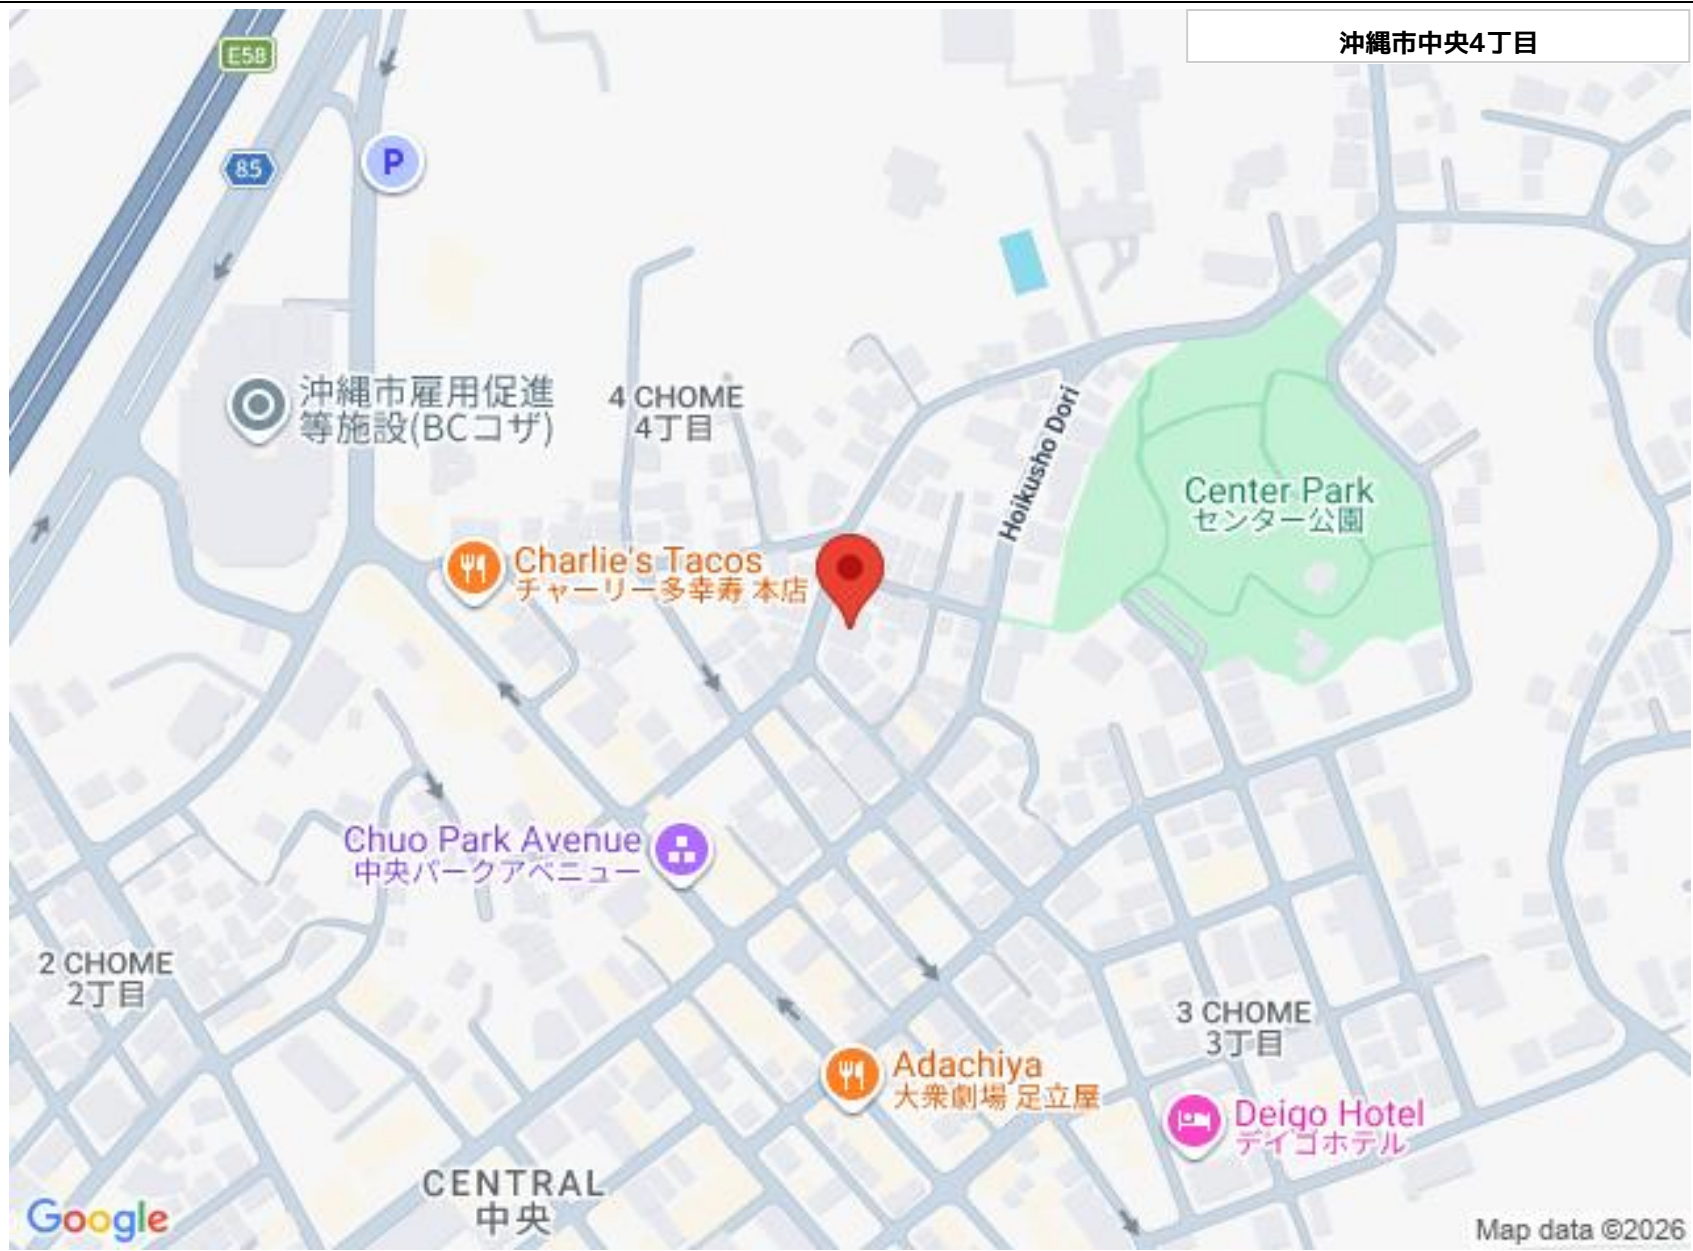 沖縄市中央4丁目
E58
85
P
沖縄市雇用促進
等施設(BCコザ)
4 CHOME
4丁目
Hoikusho Dori
Center Park
センター公園
Charlie's Tacos
チャーリー多幸寿 本店
Chuo Park Avenue
中央パークアベニュー
2 CHOME
2丁目
3 CHOME
3丁目
Adachiya
大衆劇場 足立屋
Deigo Hotel
デイゴホテル
CENTRAL
中央
Google
Map data ©2026